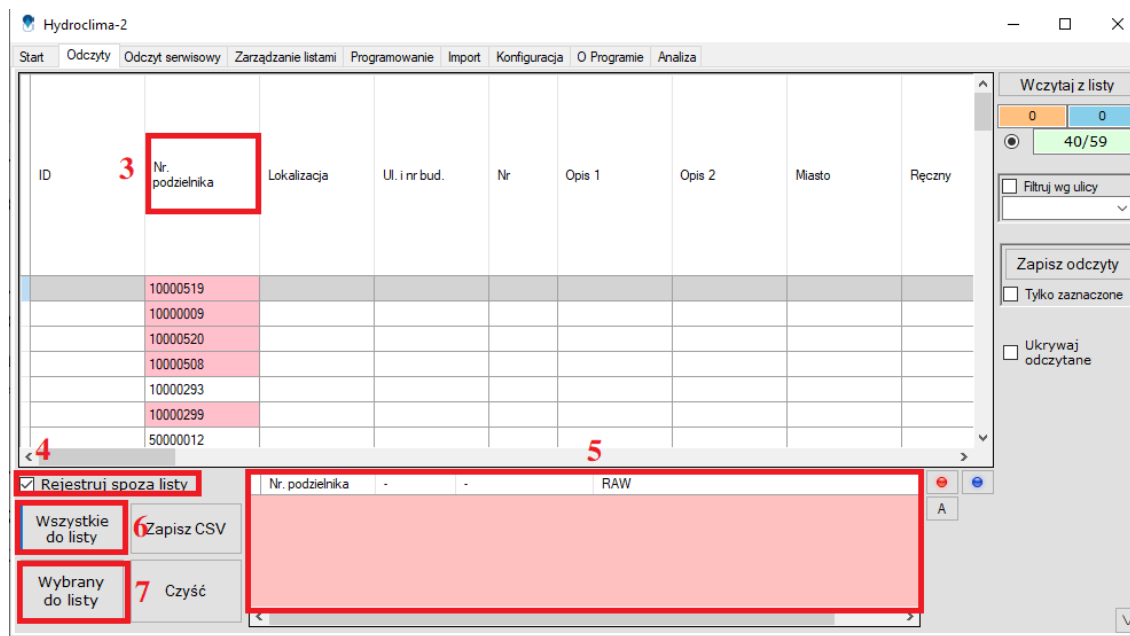 Hydroclima-2
Start Odczyty Odczyt serwisowy Zarządzanie listami Programowanie Import Konfiguracja O Programie Analiza
Wczytaj z listy
0 0
40/59
ID 3 Nr. podzielnika Lokalizacja Ul. i nr bud. Nr Opis 1 Opis 2 Miasto Ręczny
Filtruj wg ulicy
Zapisz odczyty
Tylko zaznaczone
Ukrywaj
odczytane
10000519
10000009
10000520
10000508
10000293
10000299
50000012
4 5
Rejestruj spoza listy
Nr. podzielnika - - RAW
A
Wszystkie
do listy
6 Zapisz CSV
Wybrany
do listy
7 Czyść
V